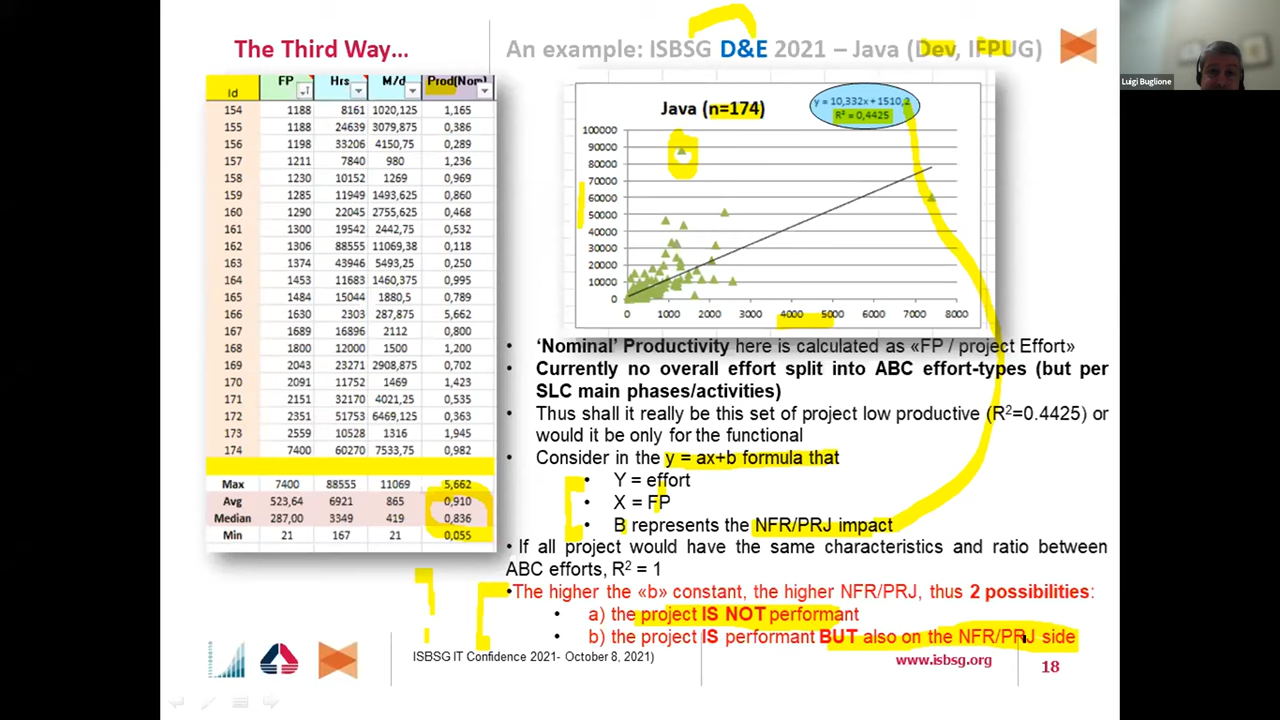 The Third Way...
An example: ISBSG D&E 2021 – Java (Dev, IFPUG)
Luigi Buglione
Id FP Hrs M/d Prod(Nom)
154 1188 8161 1020,125 1,165
155 1188 24639 3079,875 0,386
156 1198 33206 4150,75 0,289
157 1211 7840 980 1,236
158 1230 10152 1269 0,969
159 1285 11949 1493,625 0,860
160 1290 22045 2755,625 0,468
161 1300 19542 2442,75 0,532
162 1306 88555 11069,38 0,118
163 1374 43946 5493,25 0,250
164 1453 11683 1460,375 0,995
165 1484 15044 1880,5 0,789
166 1630 2303 287,875 5,662
167 1689 16896 2112 0,800
168 1800 12000 1500 1,200
169 2043 23271 2908,875 0,702
170 2091 11752 1469 1,423
171 2151 32170 4021,25 0,535
172 2351 51753 6469,125 0,363
173 2559 10528 1316 1,945
174 7400 60270 7533,75 0,982
Max 7400 88555 11069 5,662
Avg 523,64 6921 865 0,910
Median 287,00 3349 419 0,836
Min 21 167 21 0,055
Java (n=174)
y = 10,332x + 1510,2
R² = 0,4425
100000
90000
80000
70000
60000
50000
40000
30000
20000
10000
0
0 1000 2000 3000 4000 5000 6000 7000 8000
• 'Nominal' Productivity here is calculated as «FP / project Effort»
• Currently no overall effort split into ABC effort-types (but per
SLC main phases/activities)
• Thus shall it really be this set of project low productive (R²=0.4425) or
would it be only for the functional
• Consider in the y = ax+b formula that
• Y = effort
• X = FP
• B represents the NFR/PRJ impact
• If all project would have the same characteristics and ratio between
ABC efforts, R² = 1
•The higher the «b» constant, the higher NFR/PRJ, thus 2 possibilities:
• a) the project IS NOT performant
• b) the project IS performant BUT also on the NFR/PRJ side
ISBSG IT Confidence 2021- October 8, 2021)
www.isbsg.org
18